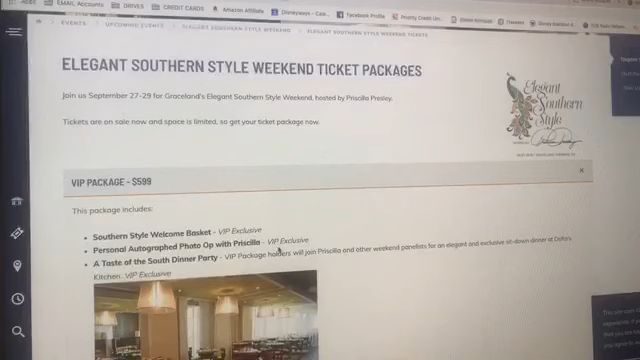 EMAIL Accounts DRIVES CREDIT CARDS Amazon Affiliate Facebook Profile
EVENTS UPCOMING EVENTS ELEGANT SOUTHERN STYLE WEEKEND ELEGANT SOUTHERN STYLE WEEKEND TICKETS
ELEGANT SOUTHERN STYLE WEEKEND TICKET PACKAGES
Join us September 27-29 for Graceland's Elegant Southern Style Weekend, hosted by Priscilla Presley.
Tickets are on sale now and space is limited, so get your ticket package now.
Elegant
Southern
Style
VIP PACKAGE - $599
This package includes:
Southern Style Welcome Basket - VIP Exclusive
Personal Autographed Photo Op with Priscilla - VIP Exclusive
A Taste of the South Dinner Party - VIP Package holders will join Priscilla and other weekend panelists for an elegant and exclusive sit-down dinner at Delta's
Kitchen. VIP Exclusive